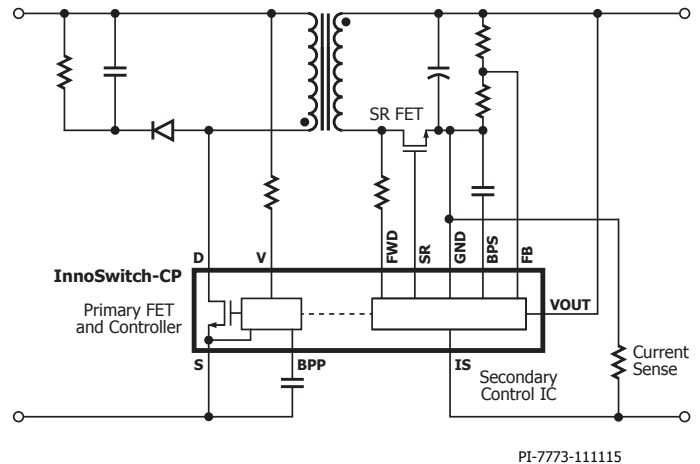 SR FET
D
V
FWD
SR
GND
BPS
FB
InnoSwitch-CP
Primary FET
and Controller
VOUT
S
BPP
IS
Secondary
Control IC
Current
Sense
PI-7773-111115